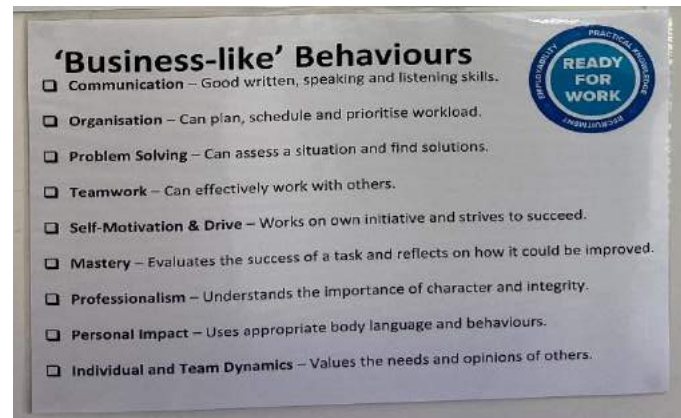 'Business-like' Behaviours
Communication – Good written, speaking and listening skills.
Organisation – Can plan, schedule and prioritise workload.
Problem Solving – Can assess a situation and find solutions.
Teamwork – Can effectively work with others.
Self-Motivation & Drive – Works on own initiative and strives to succeed.
Mastery – Evaluates the success of a task and reflects on how it could be improved.
Professionalism – Understands the importance of character and integrity.
Personal Impact – Uses appropriate body language and behaviours.
Individual and Team Dynamics – Values the needs and opinions of others.
EMPLOYABILITY
PRACTICAL KNOWLEDGE
RECRUITMENT
READY
FOR
WORK